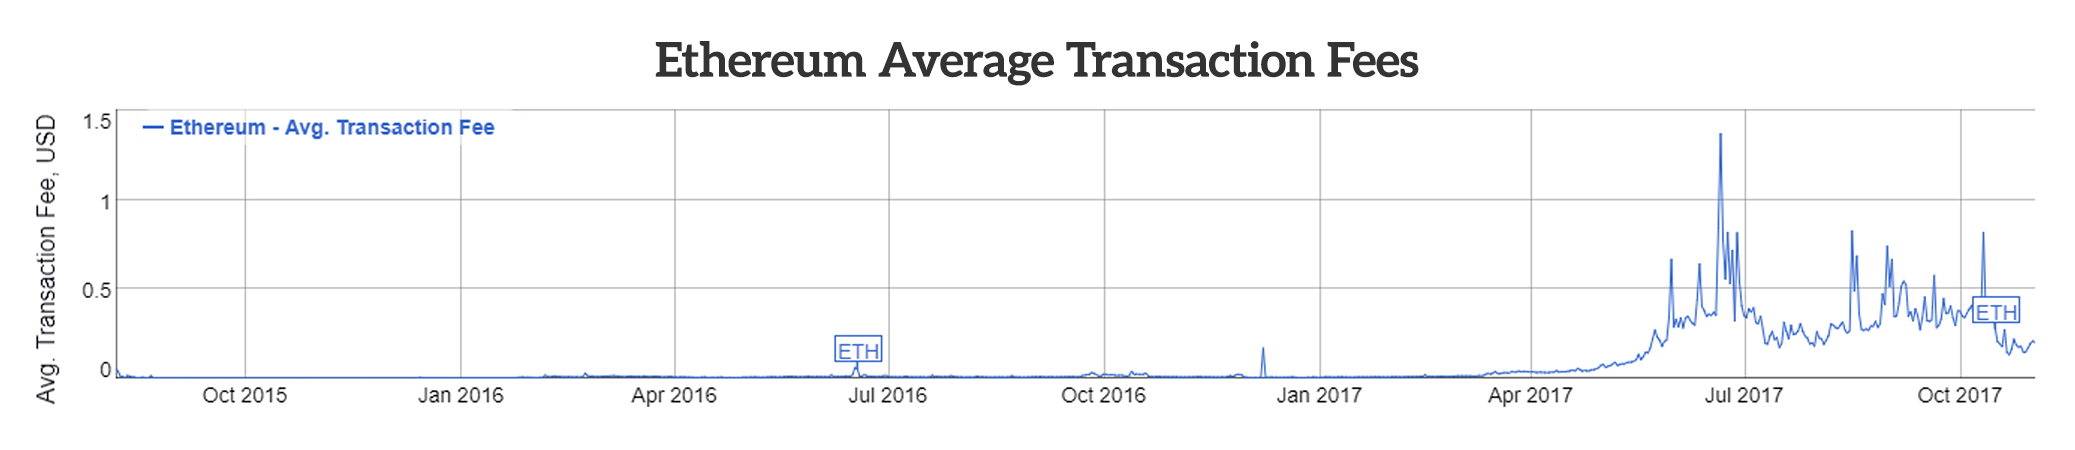 Ethereum Average Transaction Fees
Avg. Transaction Fee, USD
1.5
1
0.5
0
Ethereum - Avg. Transaction Fee
ETH
ETH
Oct 2015
Jan 2016
Apr 2016
Jul 2016
Oct 2016
Jan 2017
Apr 2017
Jul 2017
Oct 2017